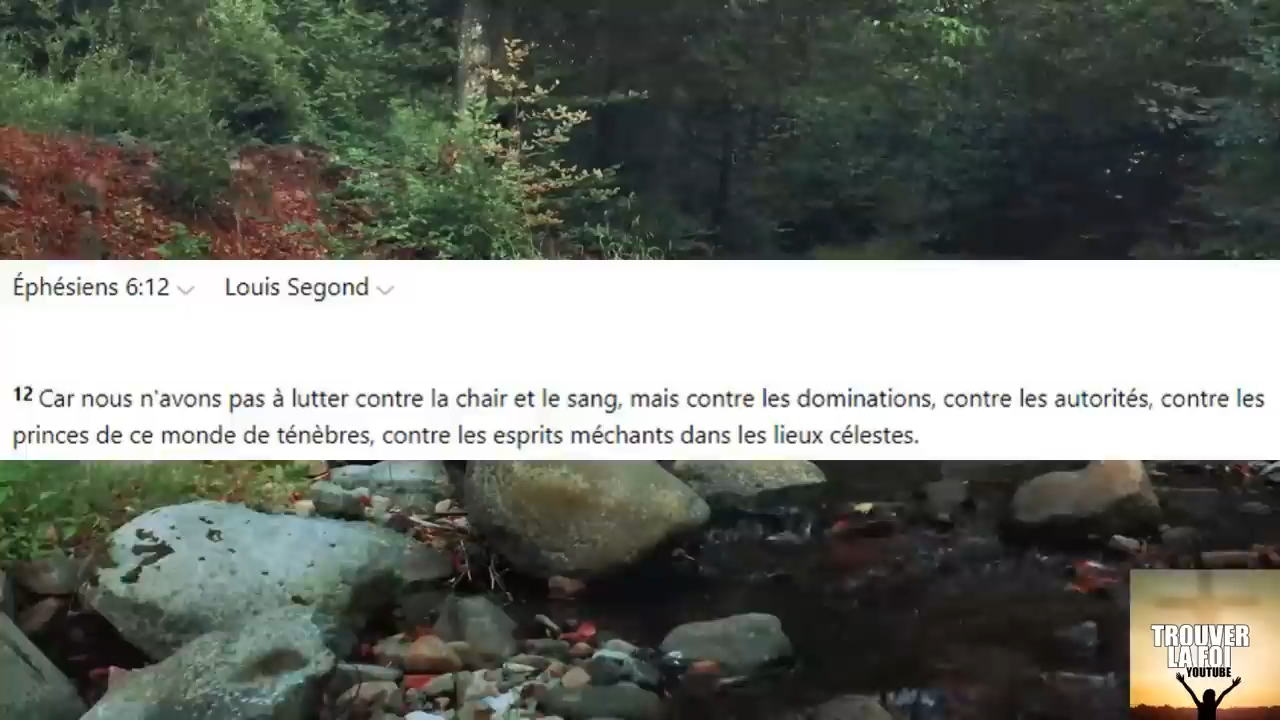 Éphésiens 6:12 Louis Segond
12 Car nous n'avons pas à lutter contre la chair et le sang, mais contre les dominations, contre les autorités, contre les
princes de ce monde de ténèbres, contre les esprits méchants dans les lieux célestes.
TROUVER
LA FOI
YOUTUBE